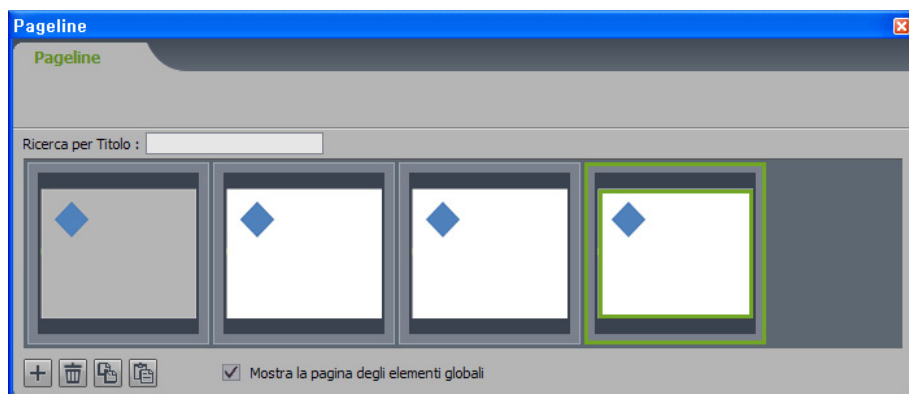 Pageline
Pageline
Ricerca per Titolo :
Mostra la pagina degli elementi globali